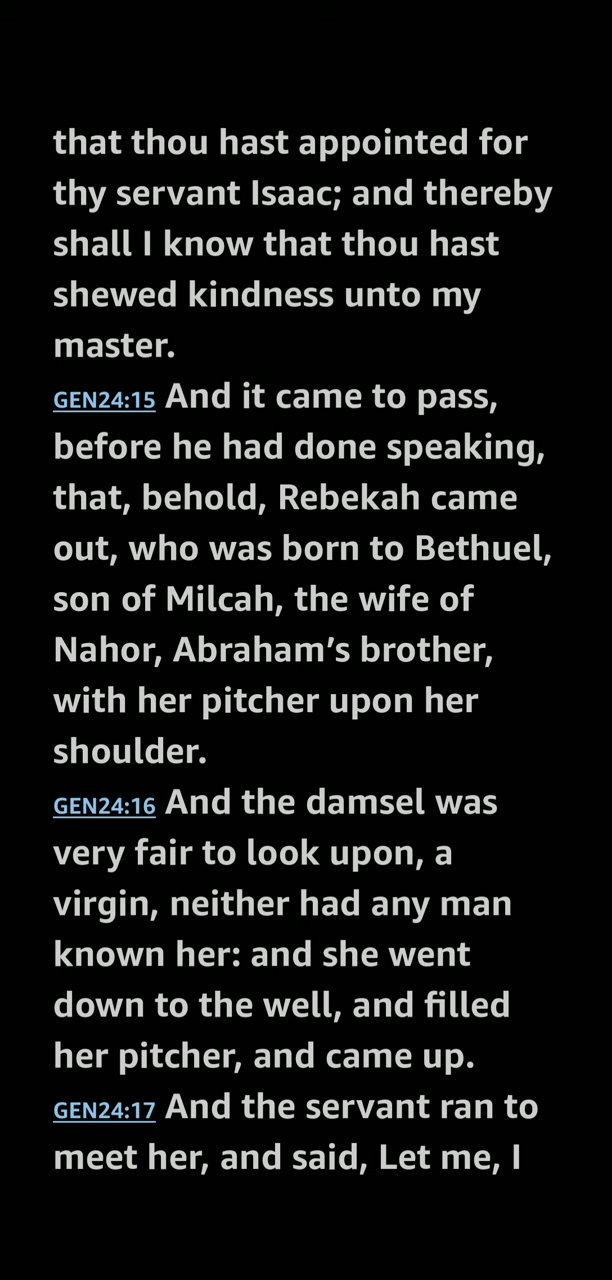 that thou hast appointed for
thy servant Isaac; and thereby
shall I know that thou hast
shewed kindness unto my
master.
GEN24:15 And it came to pass,
before he had done speaking,
that, behold, Rebekah came
out, who was born to Bethuel,
son of Milcah, the wife of
Nahor, Abraham’s brother,
with her pitcher upon her
shoulder.
GEN24:16 And the damsel was
very fair to look upon, a
virgin, neither had any man
known her: and she went
down to the well, and filled
her pitcher, and came up.
GEN24:17 And the servant ran to
meet her, and said, Let me, I